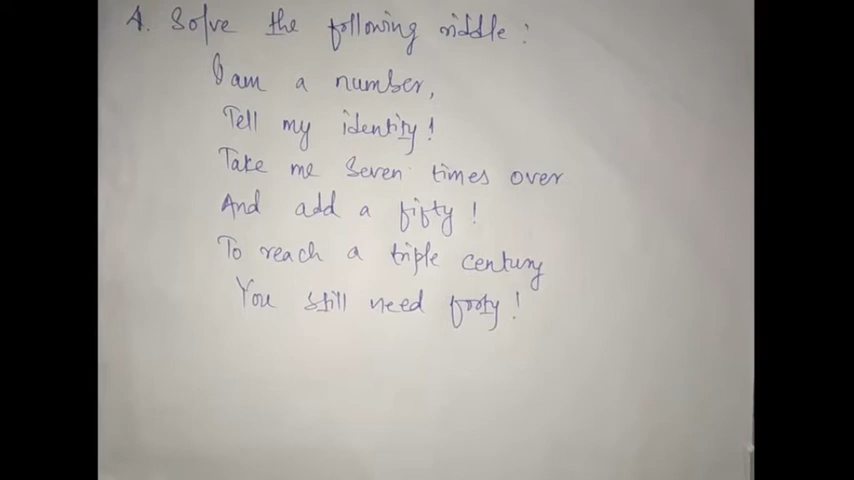 4. Solve the following riddle :
I am a number,
Tell my identity !
Take me seven times over
And add a fifty !
To reach a triple century
You still need forty !